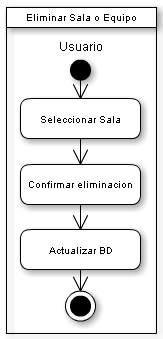 Eliminar Sala o Equipo
Usuario
Seleccionar Sala
Confirmar eliminacion
Actualizar BD